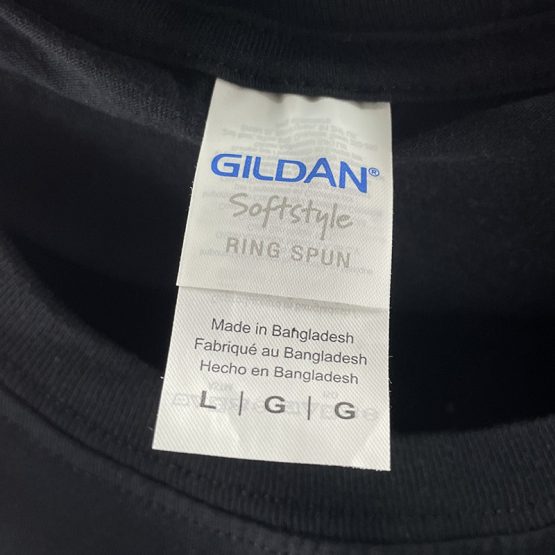 GILDAN®
Softstyle
RING SPUN
Made in Bangladesh
Fabriqué au Bangladesh
Hecho en Bangladesh
L | G | G